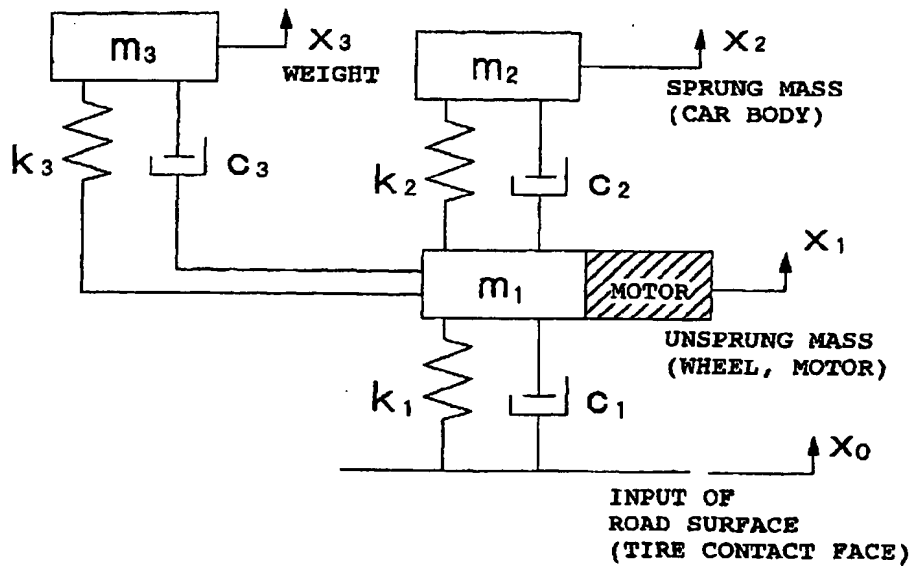 m₃
X₃
WEIGHT
m₂
X₂
SPRUNG MASS
(CAR BODY)
k₃
c₃
k₂
c₂
m₁
MOTOR
X₁
UNSPRUNG MASS
(WHEEL, MOTOR)
k₁
c₁
X₀
INPUT OF
ROAD SURFACE
(TIRE CONTACT FACE)